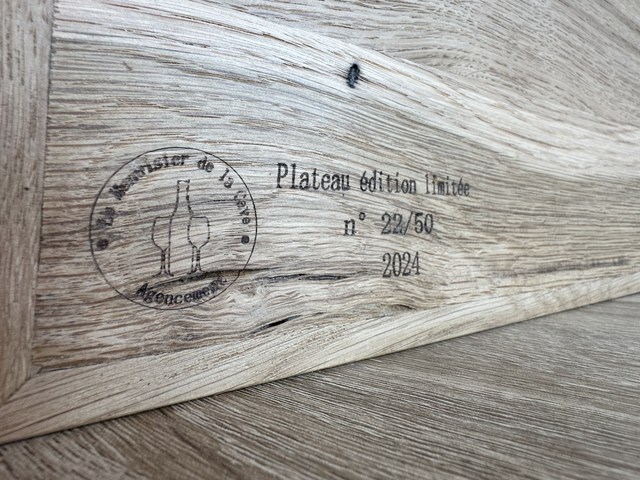 Le Menuisier de la Cave
Agencement
Plateau édition limitée
n° 22/50
2024